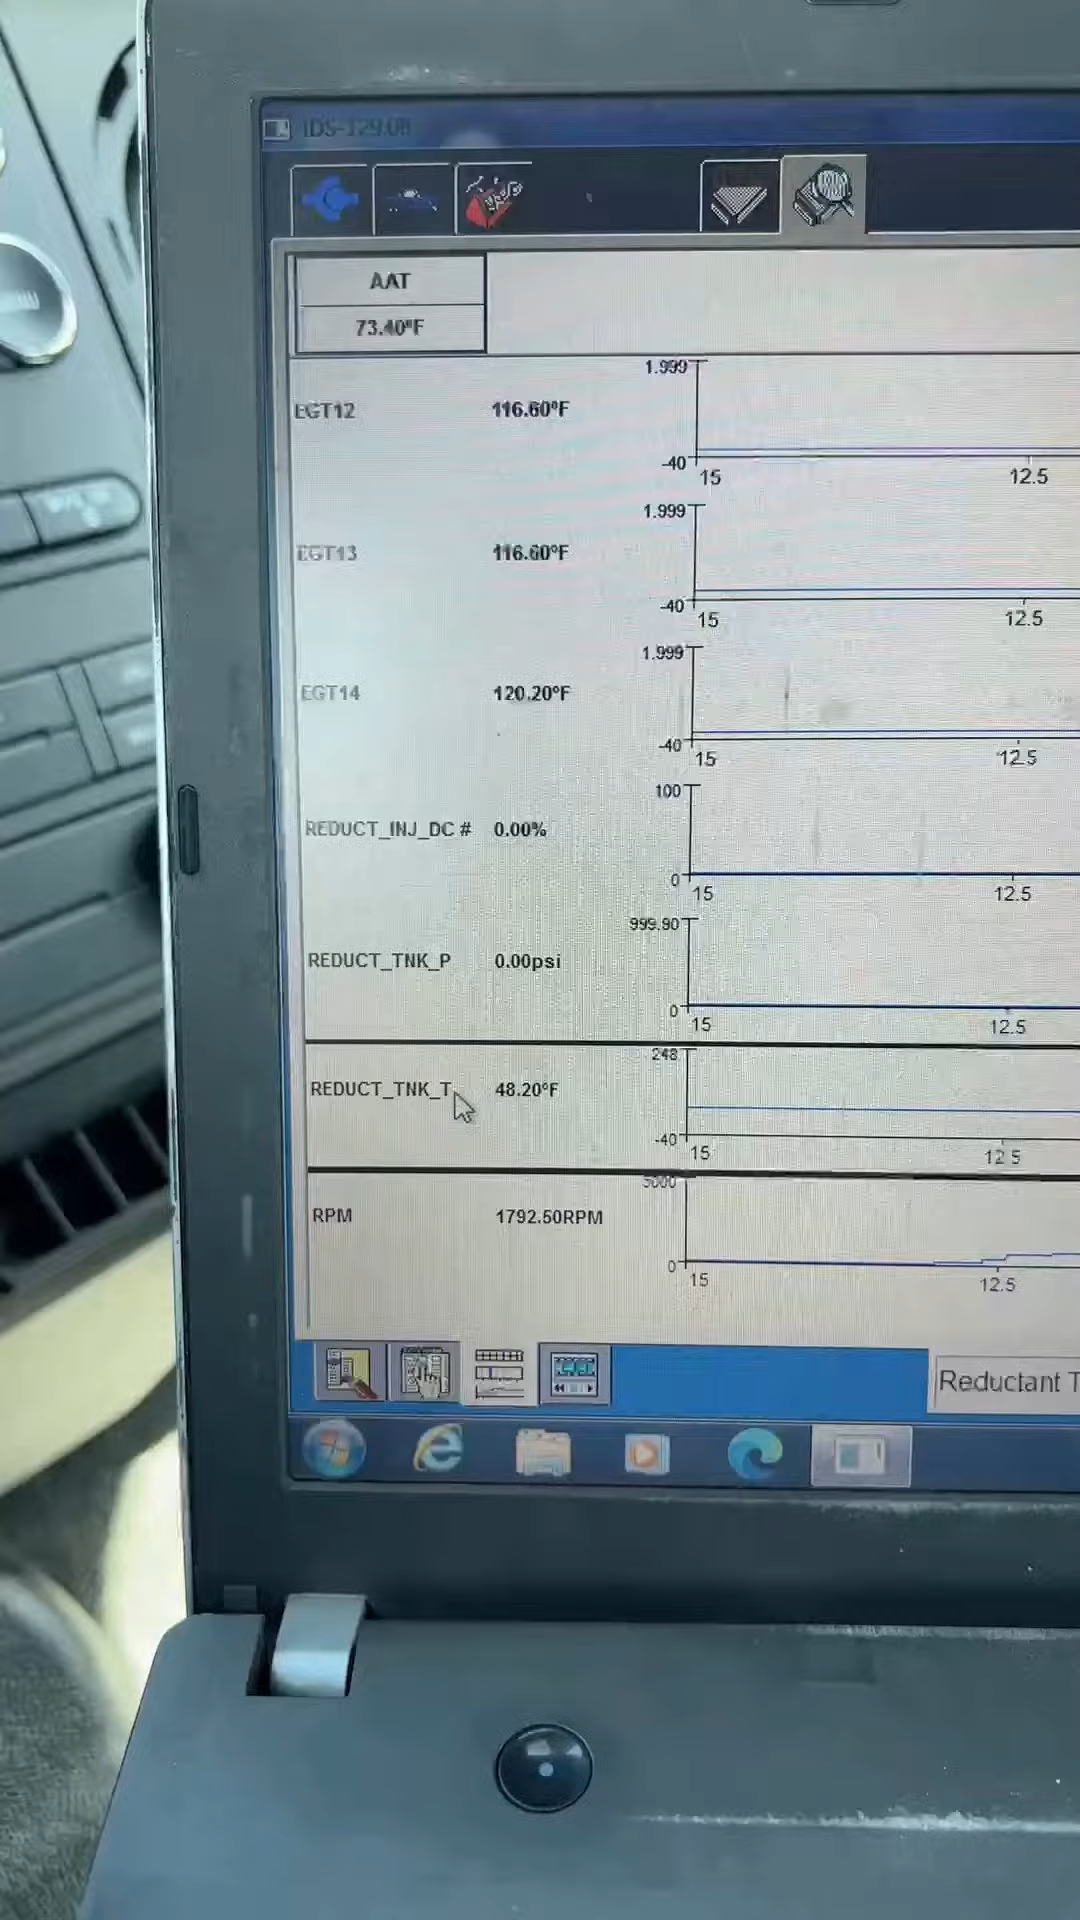 IDS-129.08
AAT
73.40°F
EGT12 116.60°F 1.999 -40 15 12.5
EGT13 116.60°F 1.999 -40 15 12.5
EGT14 120.20°F 1.999 -40 15 12.5
REDUCT_INJ_DC # 0.00% 100 0 15 12.5
REDUCT_TNK_P 0.00psi 999.90 0 15 12.5
REDUCT_TNK_T 48.20°F 248 -40 15 12.5
RPM 1792.50RPM 0 15 12.5
Reductant T